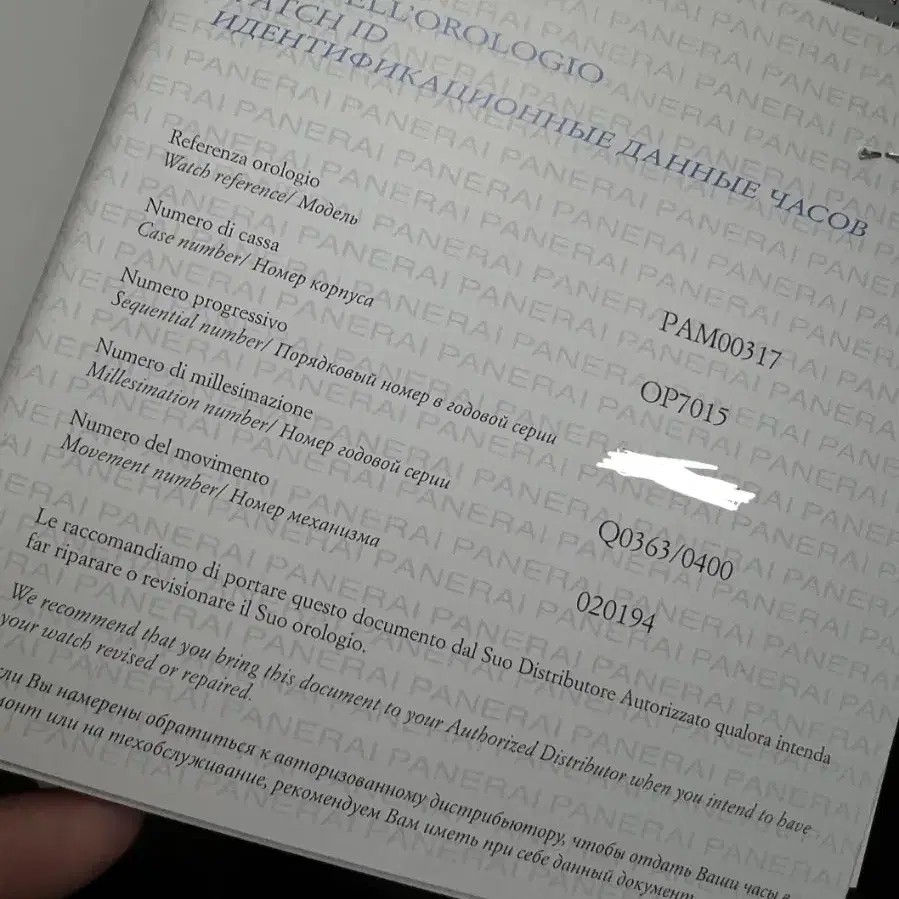 ELL'OROLOGIO
WATCH ID
ИДЕНТИФИКАЦИОННЫЕ ДАННЫЕ ЧАСОВ
Referenza orologio
Watch reference/ Модель
PAM00317
Numero di cassa
Case number/ Номер корпуса
OP7015
Numero progressivo
Sequential number/ Порядковый номер в годовой серии
Numero di millesimazione
Millesimation number/ Номер годовой серии
Q0363/0400
Numero del movimento
Movement number/ Номер механизма
020194
Le raccomandiamo di portare questo documento dal Suo Distributore Autorizzato qualora intenda
far riparare o revisionare il Suo orologio.
We recommend that you bring this document to your Authorized Distributor when you intend to have
your watch revised or repaired.
сли Вы намерены обратиться к авторизованному дистрибьютору, чтобы отдать Ваши часы в
монт или на техобслуживание, рекомендуем Вам иметь при себе данный документ